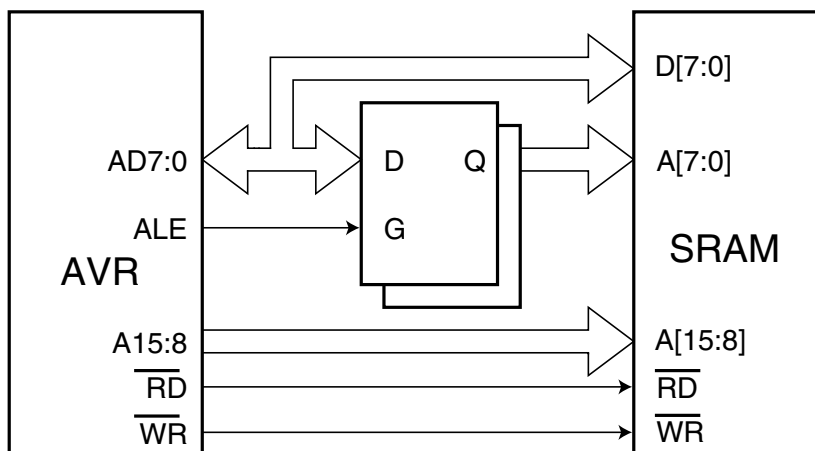 D[7:0]
AD7:0
D
Q
A[7:0]
ALE
G
AVR
SRAM
A15:8
A[15:8]
RD
RD
WR
WR